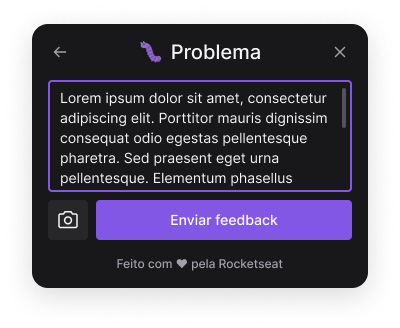 Problema
Lorem ipsum dolor sit amet, consectetur
adipiscing elit. Porttitor mauris dignissim
consequat odio egestas pellentesque
pharetra. Sed praesent eget urna
pellentesque. Elementum phasellus
Enviar feedback
Feito com ♥ pela Rocketseat